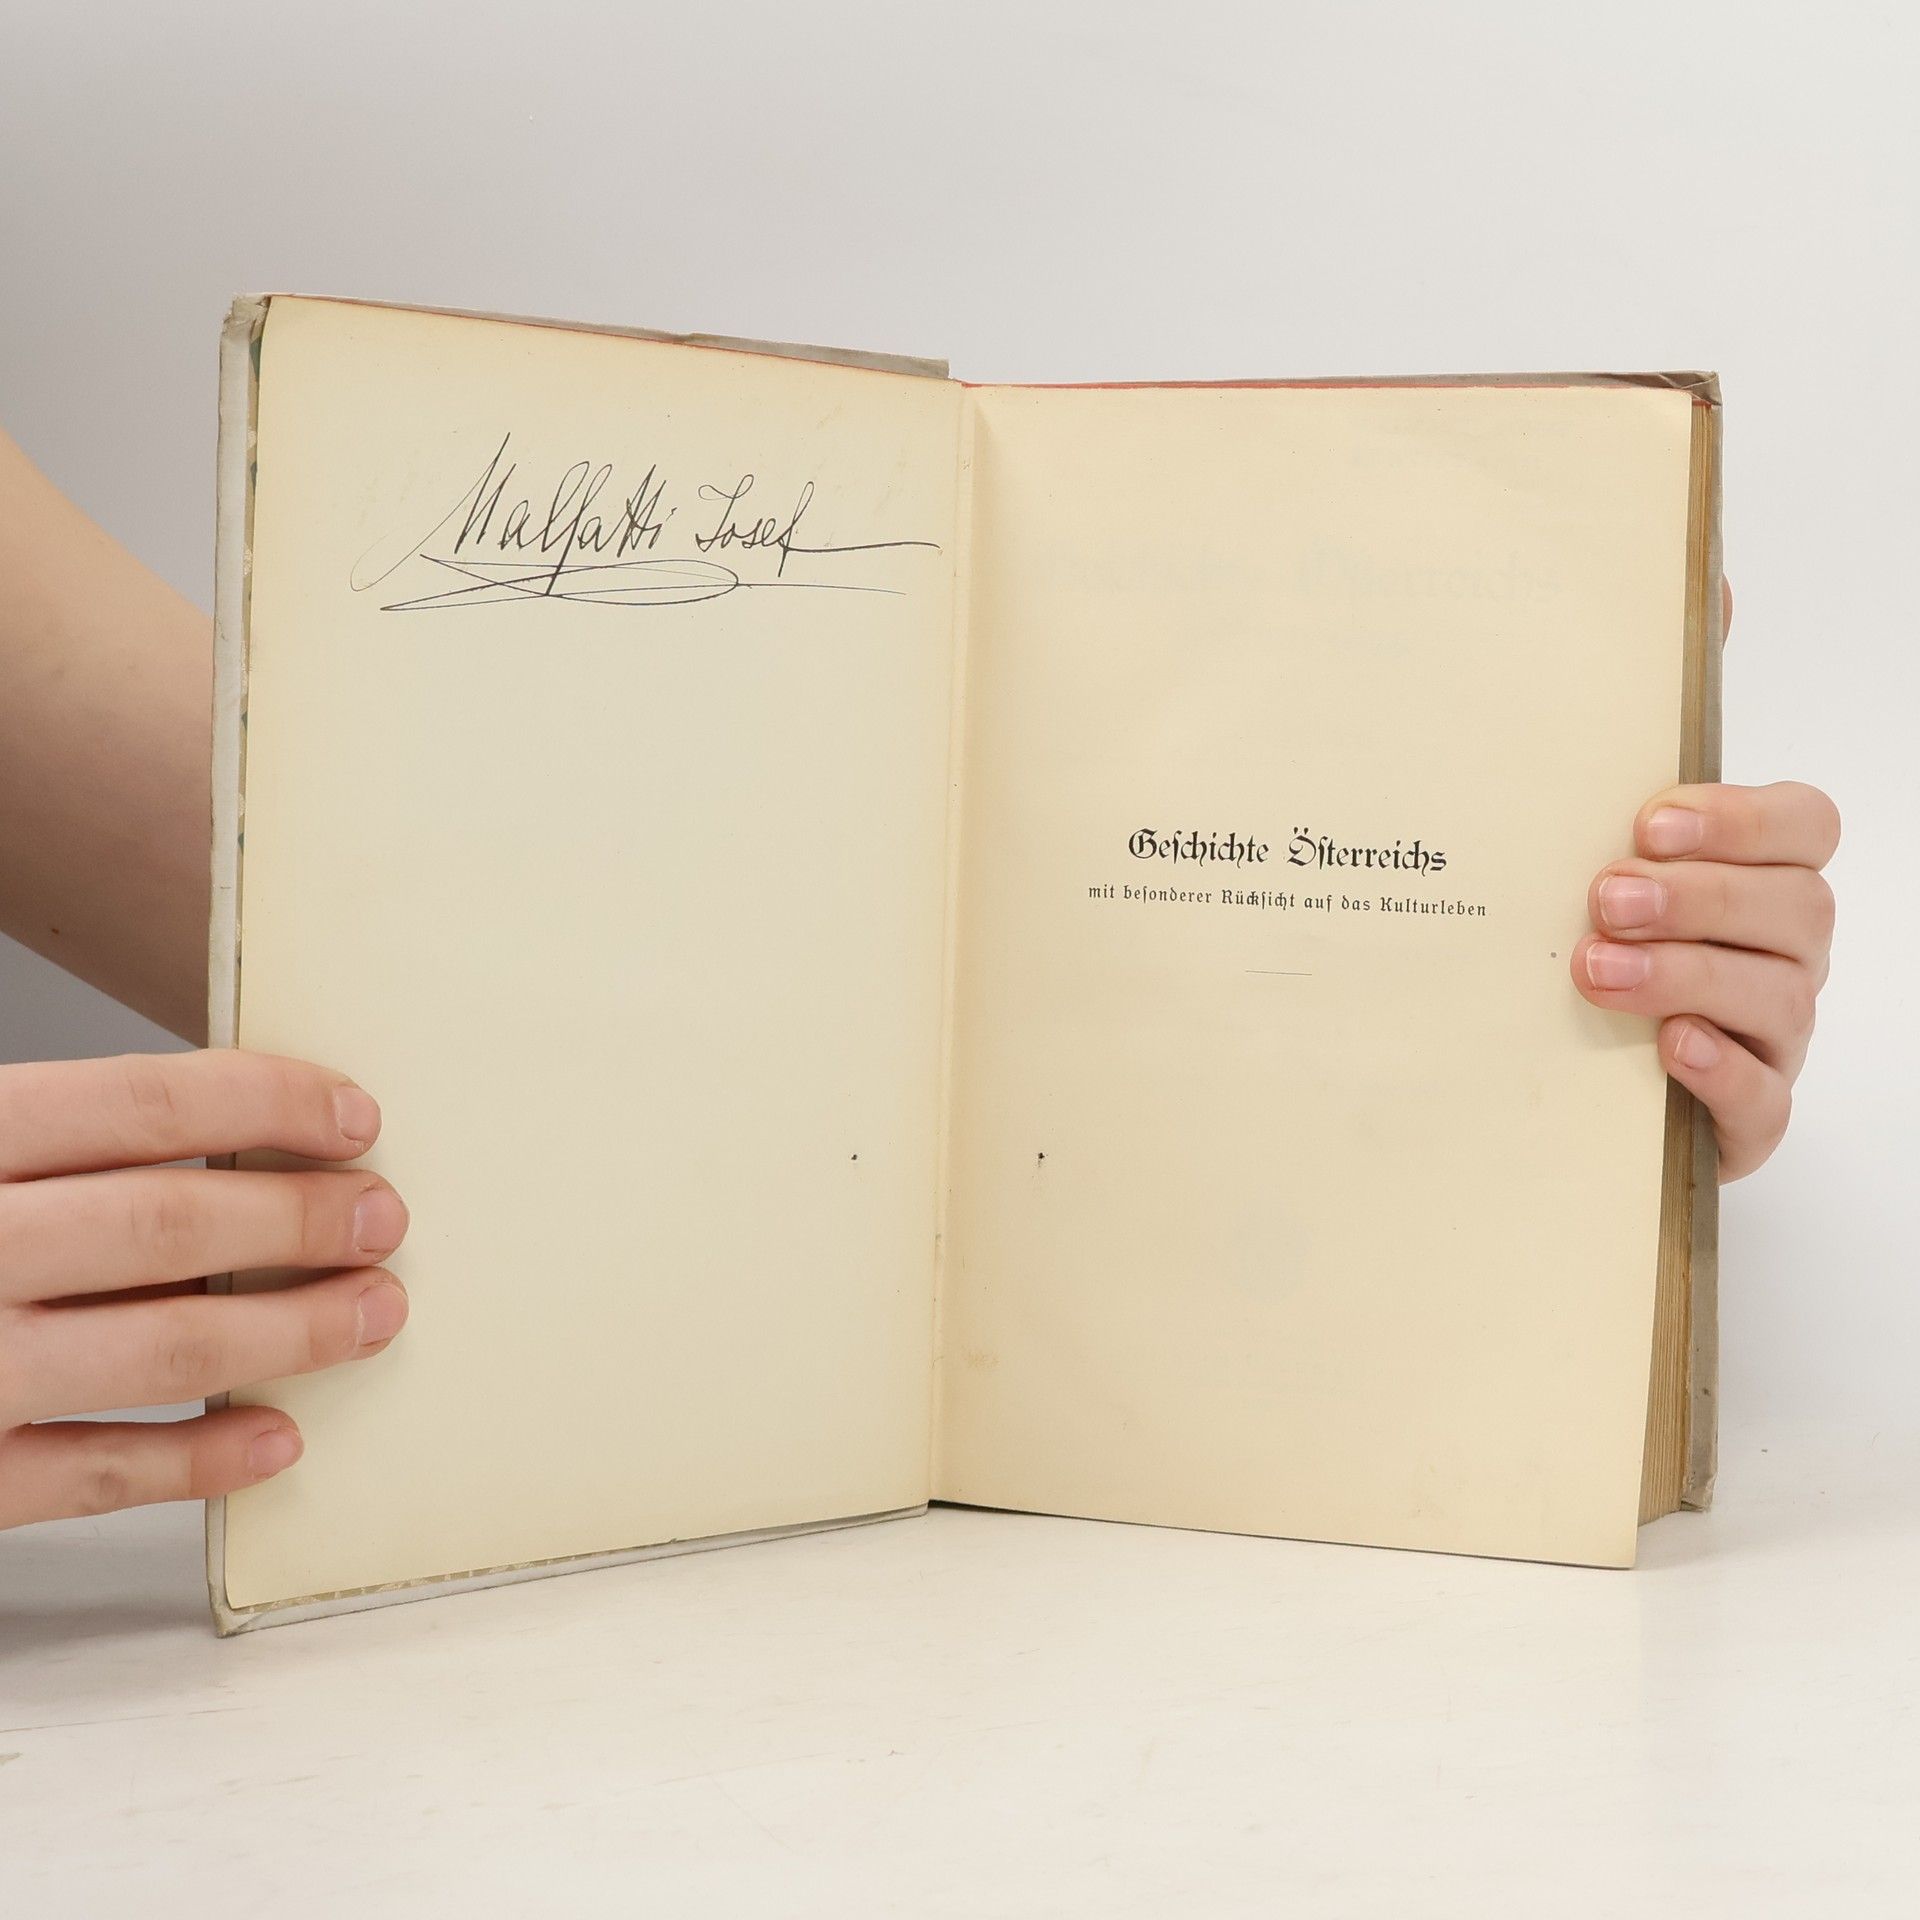 Malfatti Josef
Geſchichte Öſterreichs
mit beſonderer Rückſicht auf das Kulturleben